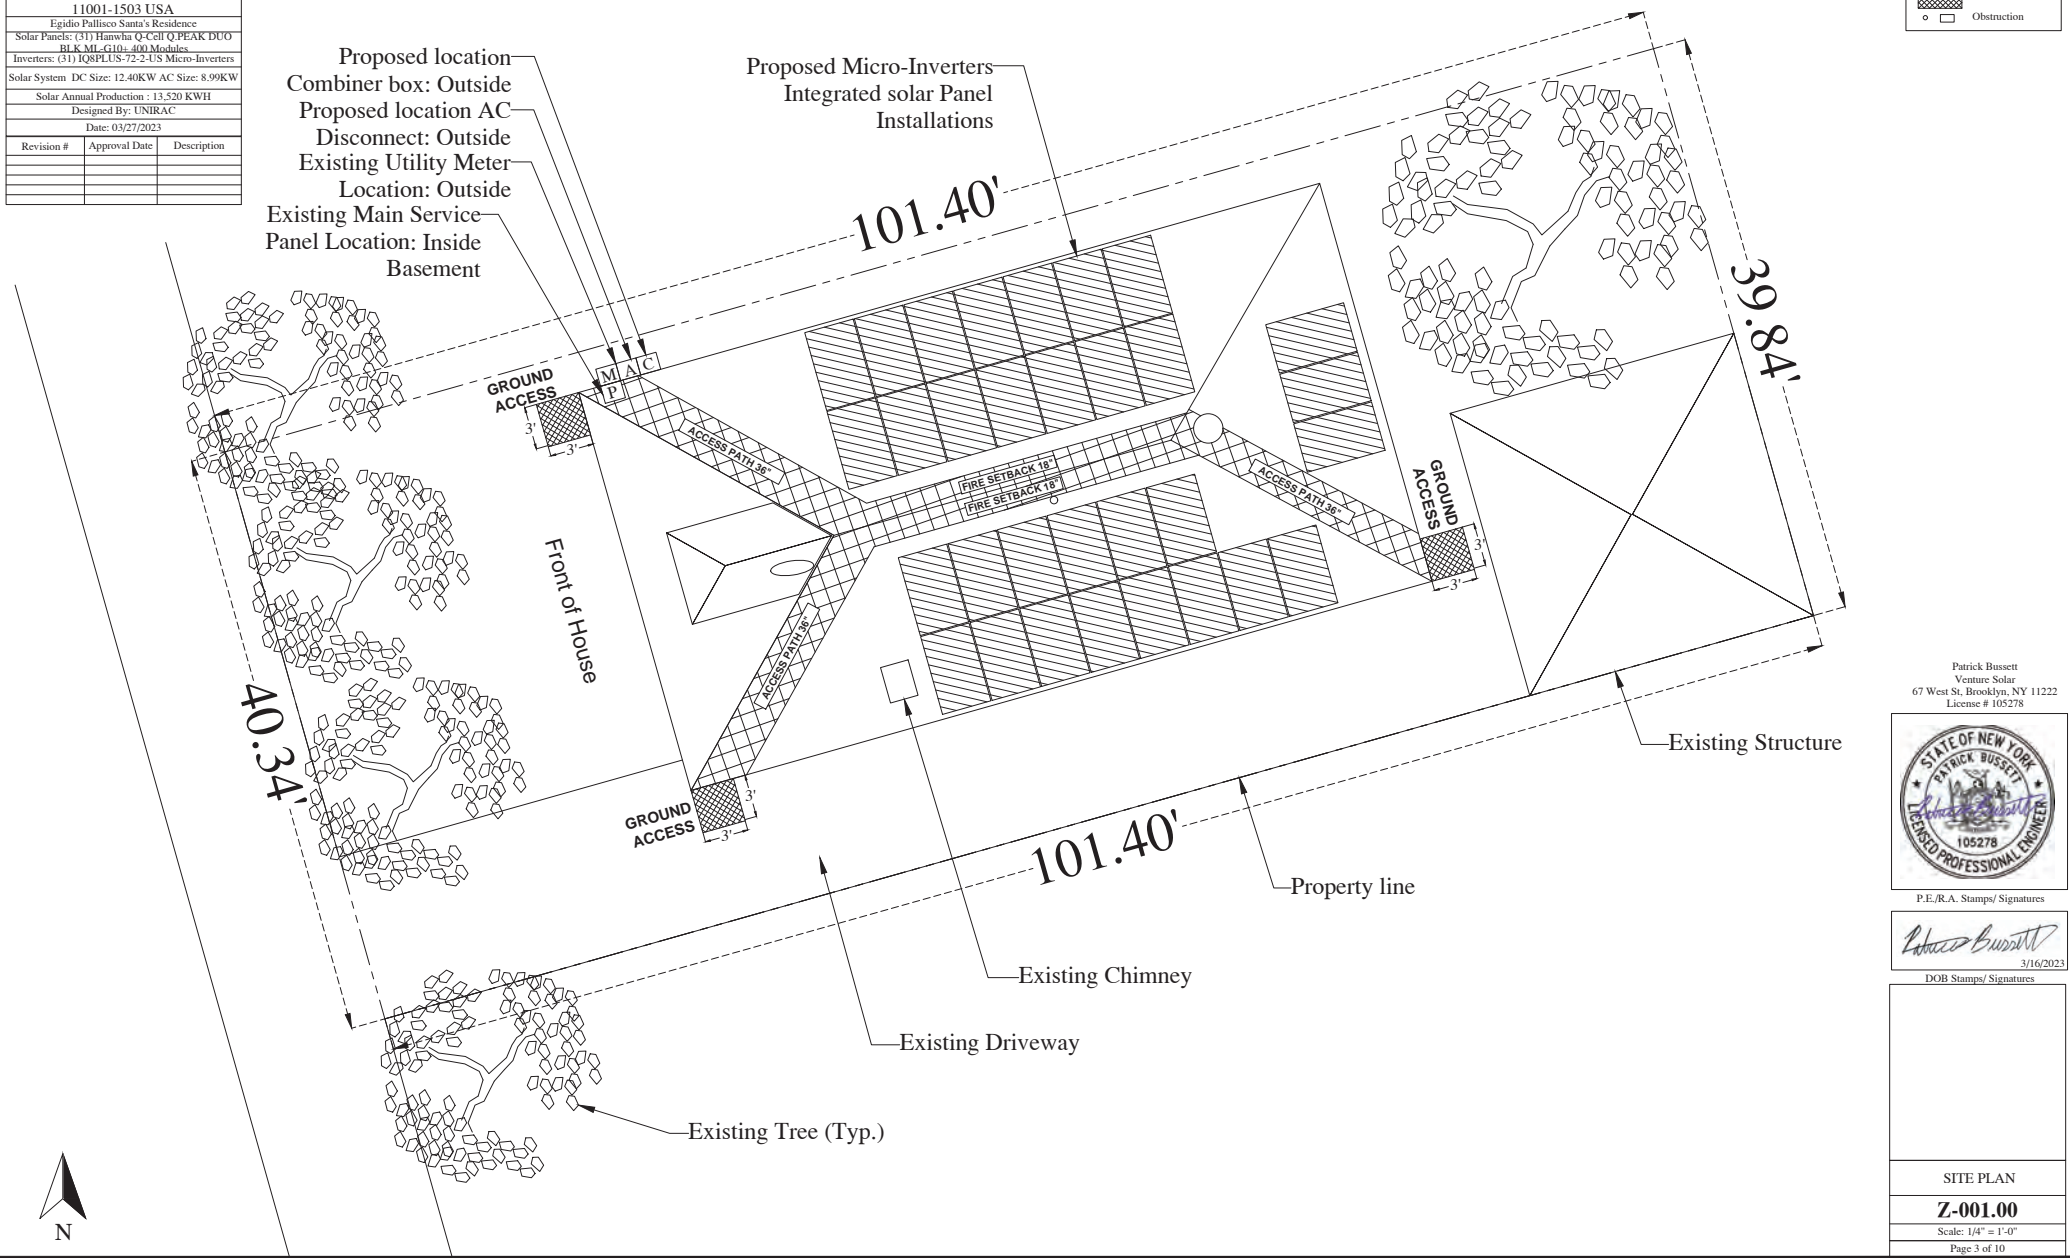 11001-1503 USA
Egidio Pallisco Santa's Residence
Solar Panels: (31) Hanwha Q-Cell Q.PEAK DUO
BLK ML-G10+ 400 Modules
Inverters: (31) IQ8PLUS-72-2-US Micro-Inverters
Solar System DC Size: 12.40KW AC Size: 8.99KW
Solar Annual Production : 13,520 KWH
Designed By: UNIRAC
Date: 03/27/2023
Revision # Approval Date Description
Obstruction
Proposed location
Combiner box: Outside
Proposed location AC
Disconnect: Outside
Existing Utility Meter
Location: Outside
Existing Main Service
Panel Location: Inside
Basement
Proposed Micro-Inverters
Integrated solar Panel
Installations
101.40'
39.84'
GROUND
ACCESS
3'
3'
M A C
P
ACCESS PATH 36"
FIRE SETBACK 18"
FIRE SETBACK 18"
ACCESS PATH 36"
GROUND
ACCESS
3'
3'
Front of House
ACCESS PATH 36"
40.34'
GROUND
ACCESS
3'
3'
101.40'
Existing Structure
Property line
Existing Chimney
Existing Driveway
Existing Tree (Typ.)
N
Patrick Bussett
Venture Solar
67 West St, Brooklyn, NY 11222
License # 105278
STATE OF NEW YORK
PATRICK BUSSETT
Patrick Bussett
105278
LICENSED PROFESSIONAL ENGINEER
P.E./R.A. Stamps/ Signatures
Patrick Bussett
3/16/2023
DOB Stamps/ Signatures
SITE PLAN
Z-001.00
Scale: 1/4" = 1'-0"
Page 3 of 10